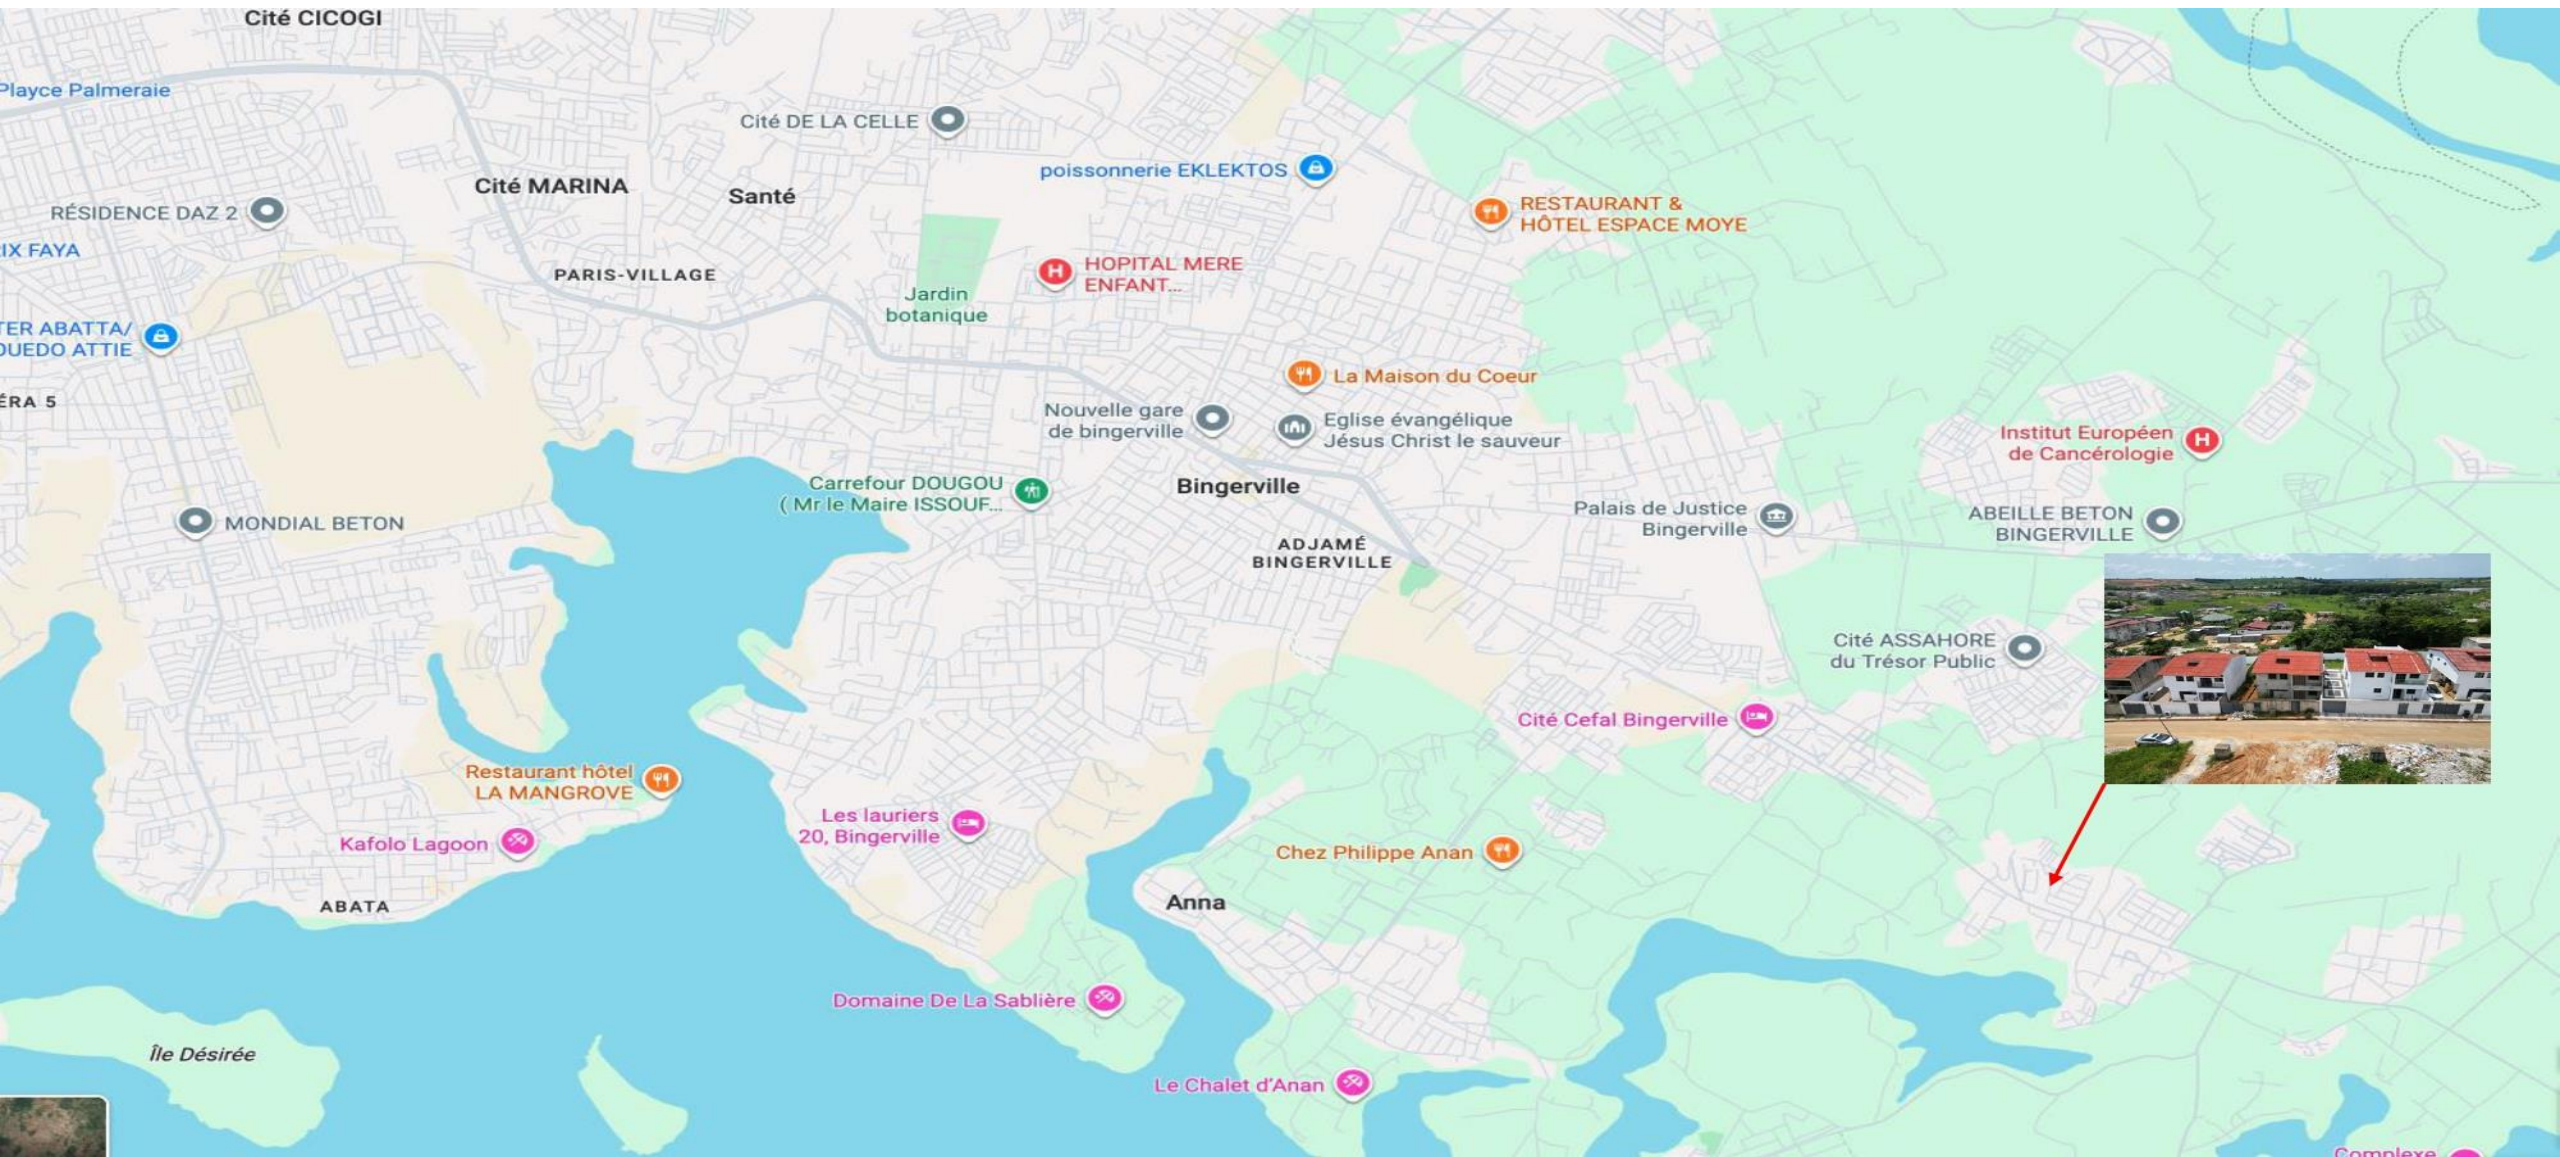 Cité CICOGI
Playce Palmeraie
Cité DE LA CELLE
poissonnerie EKLEKTOS
Cité MARINA
Santé
RÉSIDENCE DAZ 2
RESTAURANT &
HÔTEL ESPACE MOYE
IX FAYA
PARIS-VILLAGE
HOPITAL MERE
ENFANT...
Jardin
botanique
TER ABATTA/
OUEDO ATTIE
La Maison du Coeur
ÉRA 5
Nouvelle gare
de bingerville
Eglise évangélique
Jésus Christ le sauveur
Institut Européen
de Cancérologie
Carrefour DOUGOU
( Mr le Maire ISSOUF...
Bingerville
Palais de Justice
Bingerville
ABEILLE BETON
BINGERVILLE
MONDIAL BETON
ADJAMÉ
BINGERVILLE
Cité ASSAHORE
du Trésor Public
Cité Cefal Bingerville
Restaurant hôtel
LA MANGROVE
Les lauriers
20, Bingerville
Kafolo Lagoon
Chez Philippe Anan
ABATA
Anna
Domaine De La Sablière
Île Désirée
Le Chalet d'Anan
Complexe